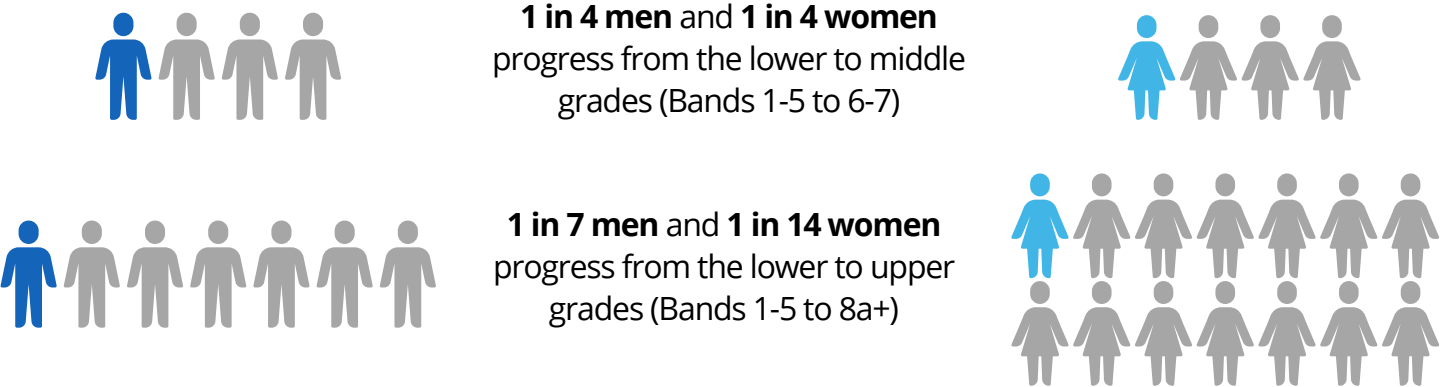 1 in 4 men and 1 in 4 women
progress from the lower to middle
grades (Bands 1-5 to 6-7)
1 in 7 men and 1 in 14 women
progress from the lower to upper
grades (Bands 1-5 to 8a+)